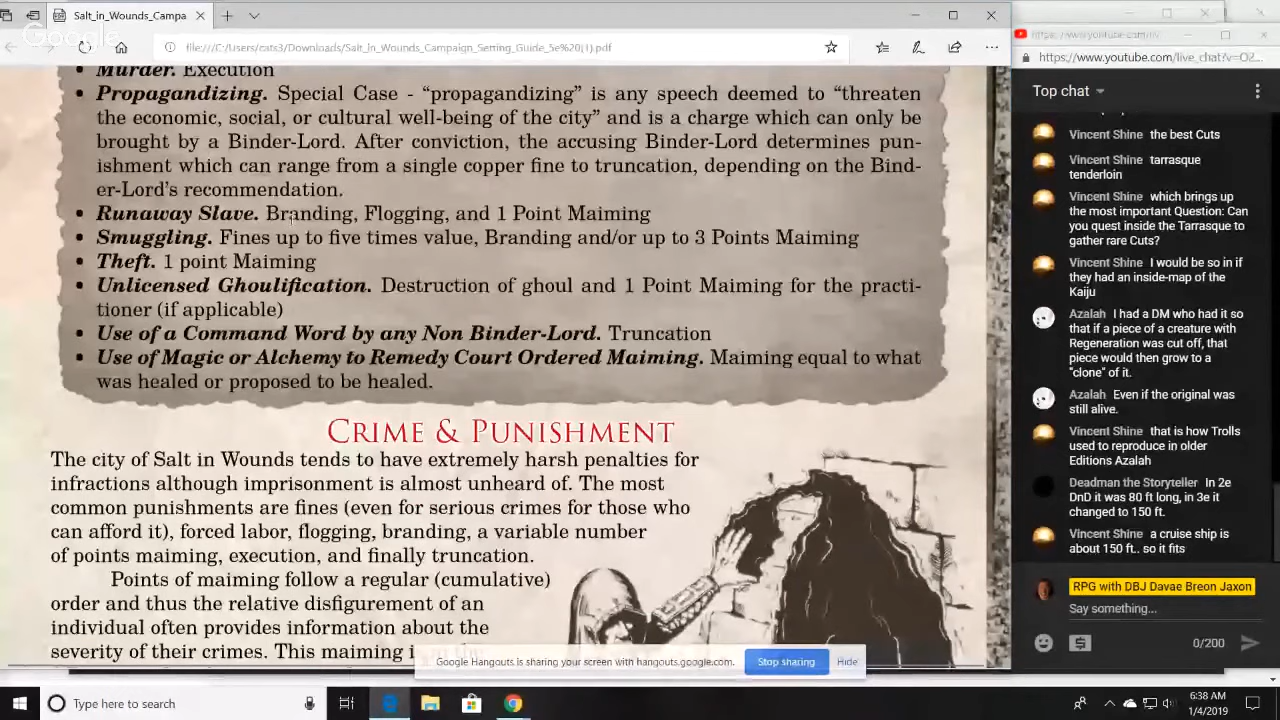 Salt_in_Wounds_Campa
Google
file:///C:/Users/cats3/Downloads/Salt_in_Wounds_Campaign_Setting_Guide_5e%20(1).pdf
• Murder. Execution
• Propagandizing. Special Case - “propagandizing” is any speech deemed to “threaten
the economic, social, or cultural well-being of the city” and is a charge which can only be
brought by a Binder-Lord. After conviction, the accusing Binder-Lord determines pun-
ishment which can range from a single copper fine to truncation, depending on the Bind-
er-Lord’s recommendation.
• Runaway Slave. Branding, Flogging, and 1 Point Maiming
• Smuggling. Fines up to five times value, Branding and/or up to 3 Points Maiming
• Theft. 1 point Maiming
• Unlicensed Ghoulification. Destruction of ghoul and 1 Point Maiming for the practi-
tioner (if applicable)
• Use of a Command Word by any Non Binder-Lord. Truncation
• Use of Magic or Alchemy to Remedy Court Ordered Maiming. Maiming equal to what
was healed or proposed to be healed.
CRIME & PUNISHMENT
The city of Salt in Wounds tends to have extremely harsh penalties for
infractions although imprisonment is almost unheard of. The most
common punishments are fines (even for serious crimes for those who
can afford it), forced labor, flogging, branding, a variable number
of points maiming, execution, and finally truncation.
Points of maiming follow a regular (cumulative)
order and thus the relative disfigurement of an
individual often provides information about the
severity of their crimes. This maiming
Google Hangouts is sharing your screen with hangouts.google.com.
Stop sharing
Hide
https://www.youtube.com/live_chat?v=O2...
Top chat
Vincent Shine the best Cuts
Vincent Shine tarrasque
tenderloin
Vincent Shine which brings up
the most important Question: Can
you quest inside the Tarrasque to
gather rare Cuts?
Vincent Shine I would be so in if
they had an inside-map of the
Kaiju
Azalah I had a DM who had it so
that if a piece of a creature with
Regeneration was cut off, that
piece would then grow to a
"clone" of it.
Azalah Even if the original was
still alive.
Vincent Shine that is how Trolls
used to reproduce in older
Editions Azalah
Deadman the Storyteller In 2e
DnD it was 80 ft long, in 3e it
changed to 150 ft.
Vincent Shine a cruise ship is
about 150 ft.. so it fits
RPG with DBJ Davae Breon Jaxon
Say something...
0/200
Type here to search
6:38 AM
1/4/2019